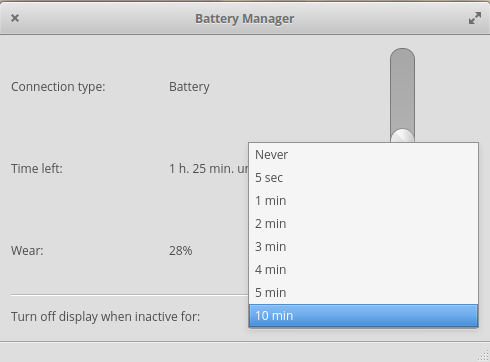 Battery Manager
Connection type: Battery
Time left: 1 h. 25 min.
Wear: 28%
Turn off display when inactive for:
Never
5 sec
1 min
2 min
3 min
4 min
5 min
10 min